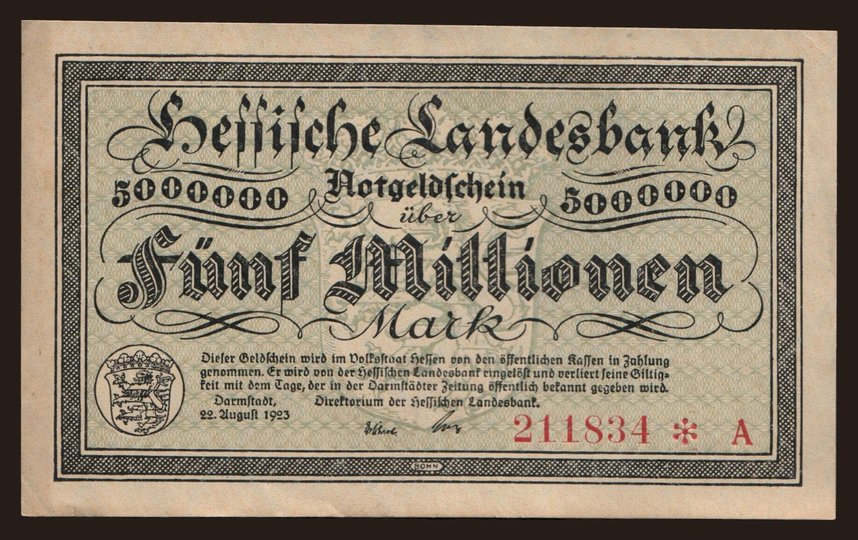 Hessische Landesbank
5000000 Notgeldschein 5000000
über
Fünf Millionen
Mark
Dieser Geldschein wird im Volksstaat Hessen von den öffentlichen Kassen in Zahlung
genommen. Er wird von der Hessischen Landesbank eingelöst und verliert seine Giltig-
keit mit dem Tage, der in der Darmstädter Zeitung öffentlich bekannt gegeben wird.
Darmstadt, Direktorium der Hessischen Landesbank.
22. August 1923
211834 * A